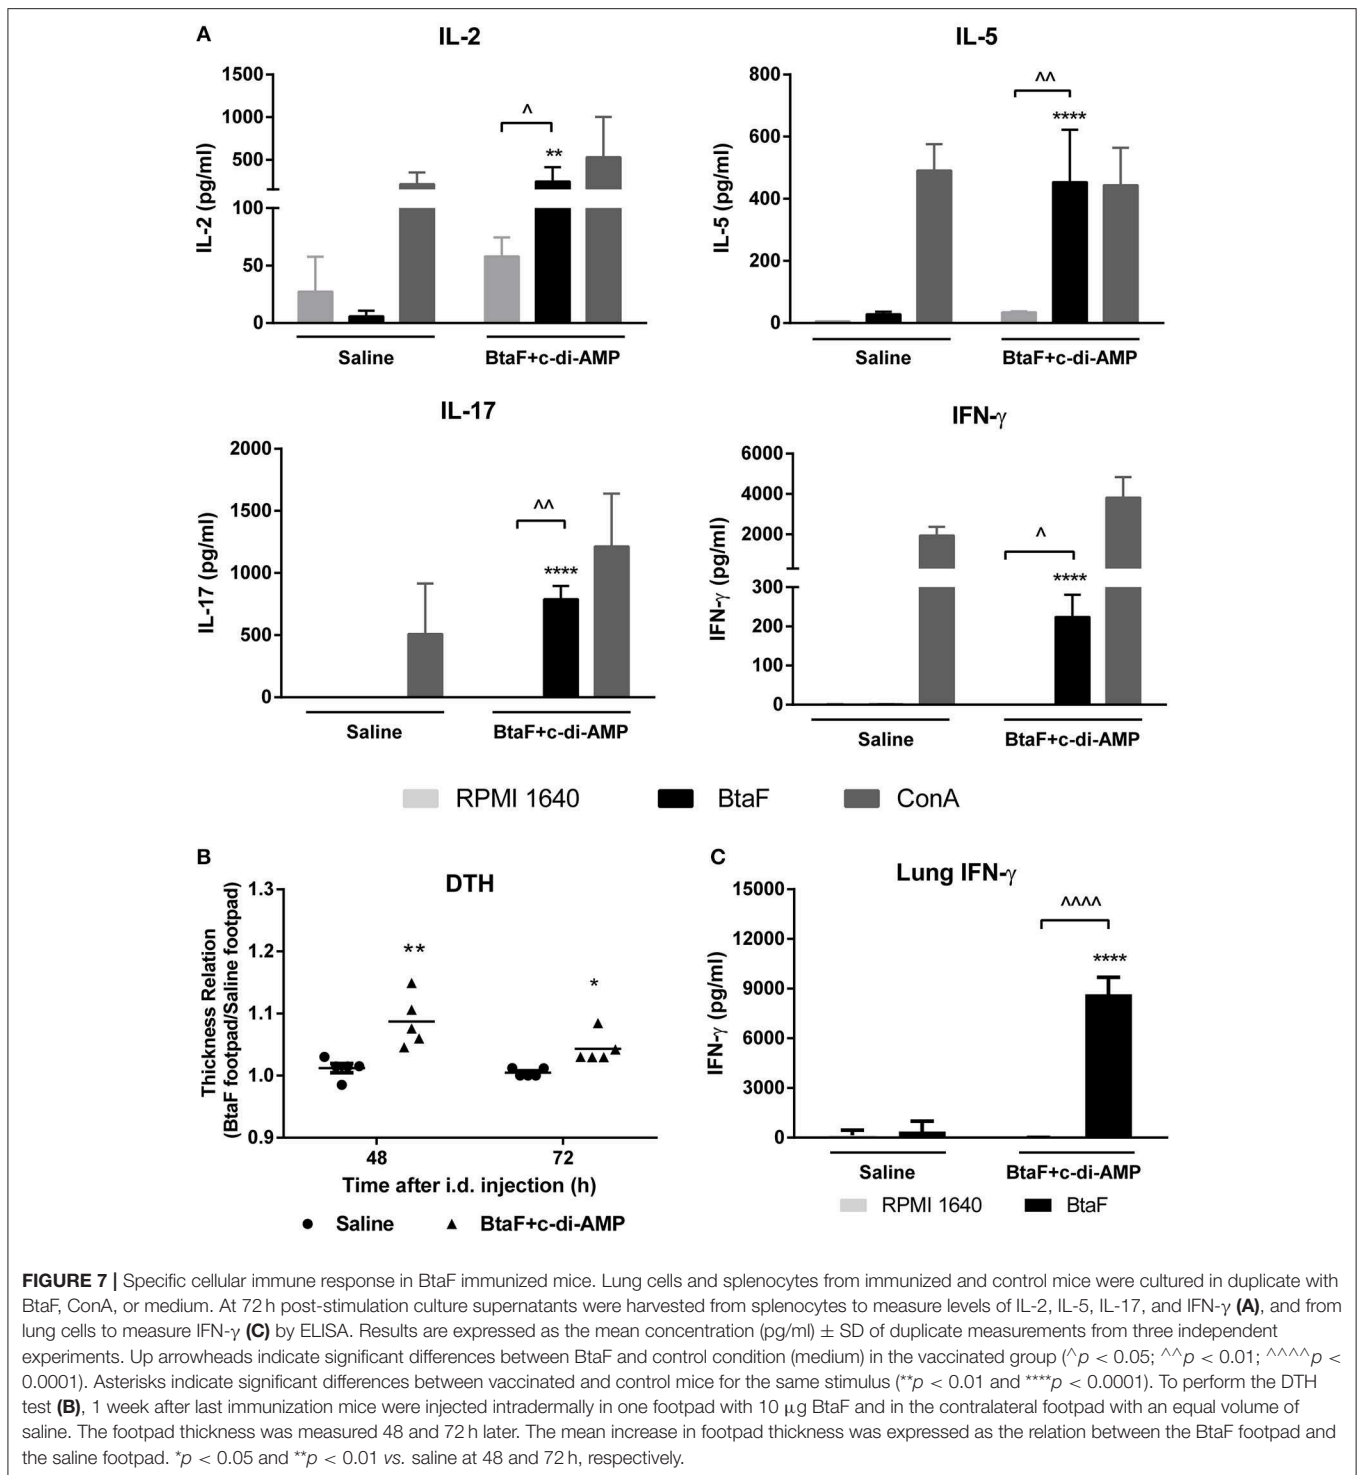 A
IL-2
IL-2 (pg/ml)
1500
1000
500
100
50
0
^
**
Saline
BtaF+c-di-AMP
IL-5
IL-5 (pg/ml)
800
600
400
200
0
^^
****
Saline
BtaF+c-di-AMP
IL-17
IL-17 (pg/ml)
2000
1500
1000
500
0
^^
****
Saline
BtaF+c-di-AMP
IFN-γ
IFN-γ (pg/ml)
6000
4000
2000
300
200
100
0
^
****
Saline
BtaF+c-di-AMP
RPMI 1640 BtaF ConA
B
DTH
Thickness Relation
(BtaF footpad/Saline footpad)
1.3
1.2
1.1
1.0
0.9
**
*
48 72
Time after i.d. injection (h)
Saline BtaF+c-di-AMP
C
Lung IFN-γ
IFN-γ (pg/ml)
15000
12000
9000
6000
3000
0
^^^^
****
Saline
BtaF+c-di-AMP
RPMI 1640 BtaF
FIGURE 7 | Specific cellular immune response in BtaF immunized mice. Lung cells and splenocytes from immunized and control mice were cultured in duplicate with
BtaF, ConA, or medium. At 72 h post-stimulation culture supernatants were harvested from splenocytes to measure levels of IL-2, IL-5, IL-17, and IFN-γ (A), and from
lung cells to measure IFN-γ (C) by ELISA. Results are expressed as the mean concentration (pg/ml) ± SD of duplicate measurements from three independent
experiments. Up arrowheads indicate significant differences between BtaF and control condition (medium) in the vaccinated group (^p < 0.05; ^^p < 0.01; ^^^^p <
0.0001). Asterisks indicate significant differences between vaccinated and control mice for the same stimulus (**p < 0.01 and ****p < 0.0001). To perform the DTH
test (B), 1 week after last immunization mice were injected intradermally in one footpad with 10 μg BtaF and in the contralateral footpad with an equal volume of
saline. The footpad thickness was measured 48 and 72 h later. The mean increase in footpad thickness was expressed as the relation between the BtaF footpad and
the saline footpad. *p < 0.05 and **p < 0.01 vs. saline at 48 and 72 h, respectively.